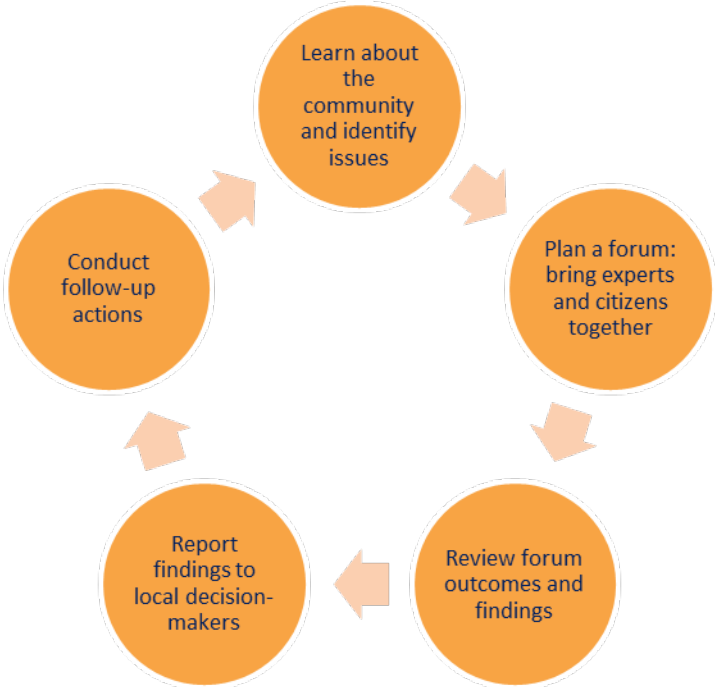 Learn about
the
community
and identify
issues
Plan a forum:
bring experts
and citizens
together
Review forum
outcomes and
findings
Report
findings to
local decision-
makers
Conduct
follow-up
actions